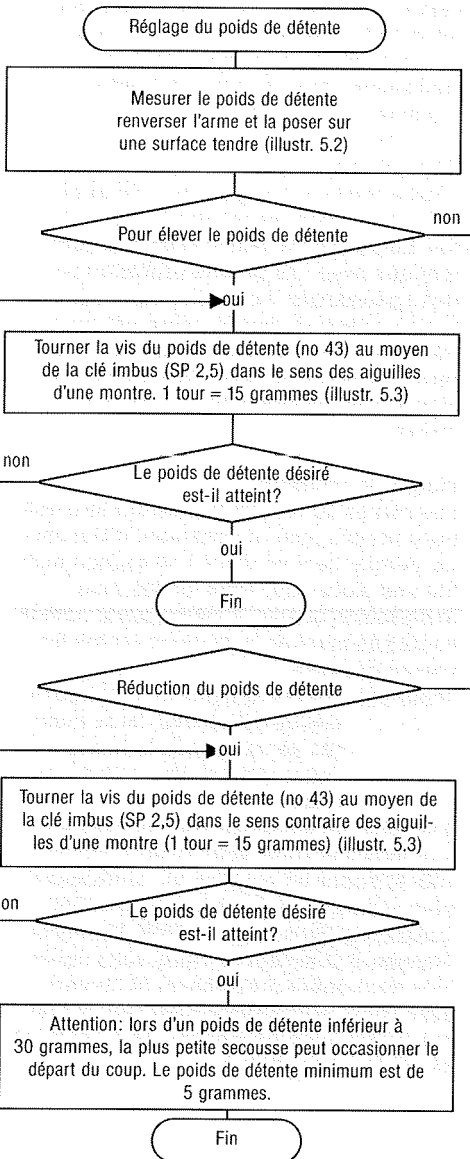 Réglage du poids de détente
Mesurer le poids de détente
renverser l'arme et la poser sur
une surface tendre (illustr. 5.2)
Pour élever le poids de détente
non
oui
Tourner la vis du poids de détente (no 43) au moyen
de la clé imbus (SP 2,5) dans le sens des aiguilles
d'une montre. 1 tour = 15 grammes (illustr. 5.3)
non
Le poids de détente désiré
est-il atteint?
oui
Fin
Réduction du poids de détente
oui
Tourner la vis du poids de détente (no 43) au moyen de
la clé imbus (SP 2,5) dans le sens contraire des aiguil-
les d'une montre (1 tour = 15 grammes) (illustr. 5.3)
on
Le poids de détente désiré
est-il atteint?
oui
Attention: lors d'un poids de détente inférieur à
30 grammes, la plus petite secousse peut occasionner le
départ du coup. Le poids de détente minimum est de
5 grammes.
Fin